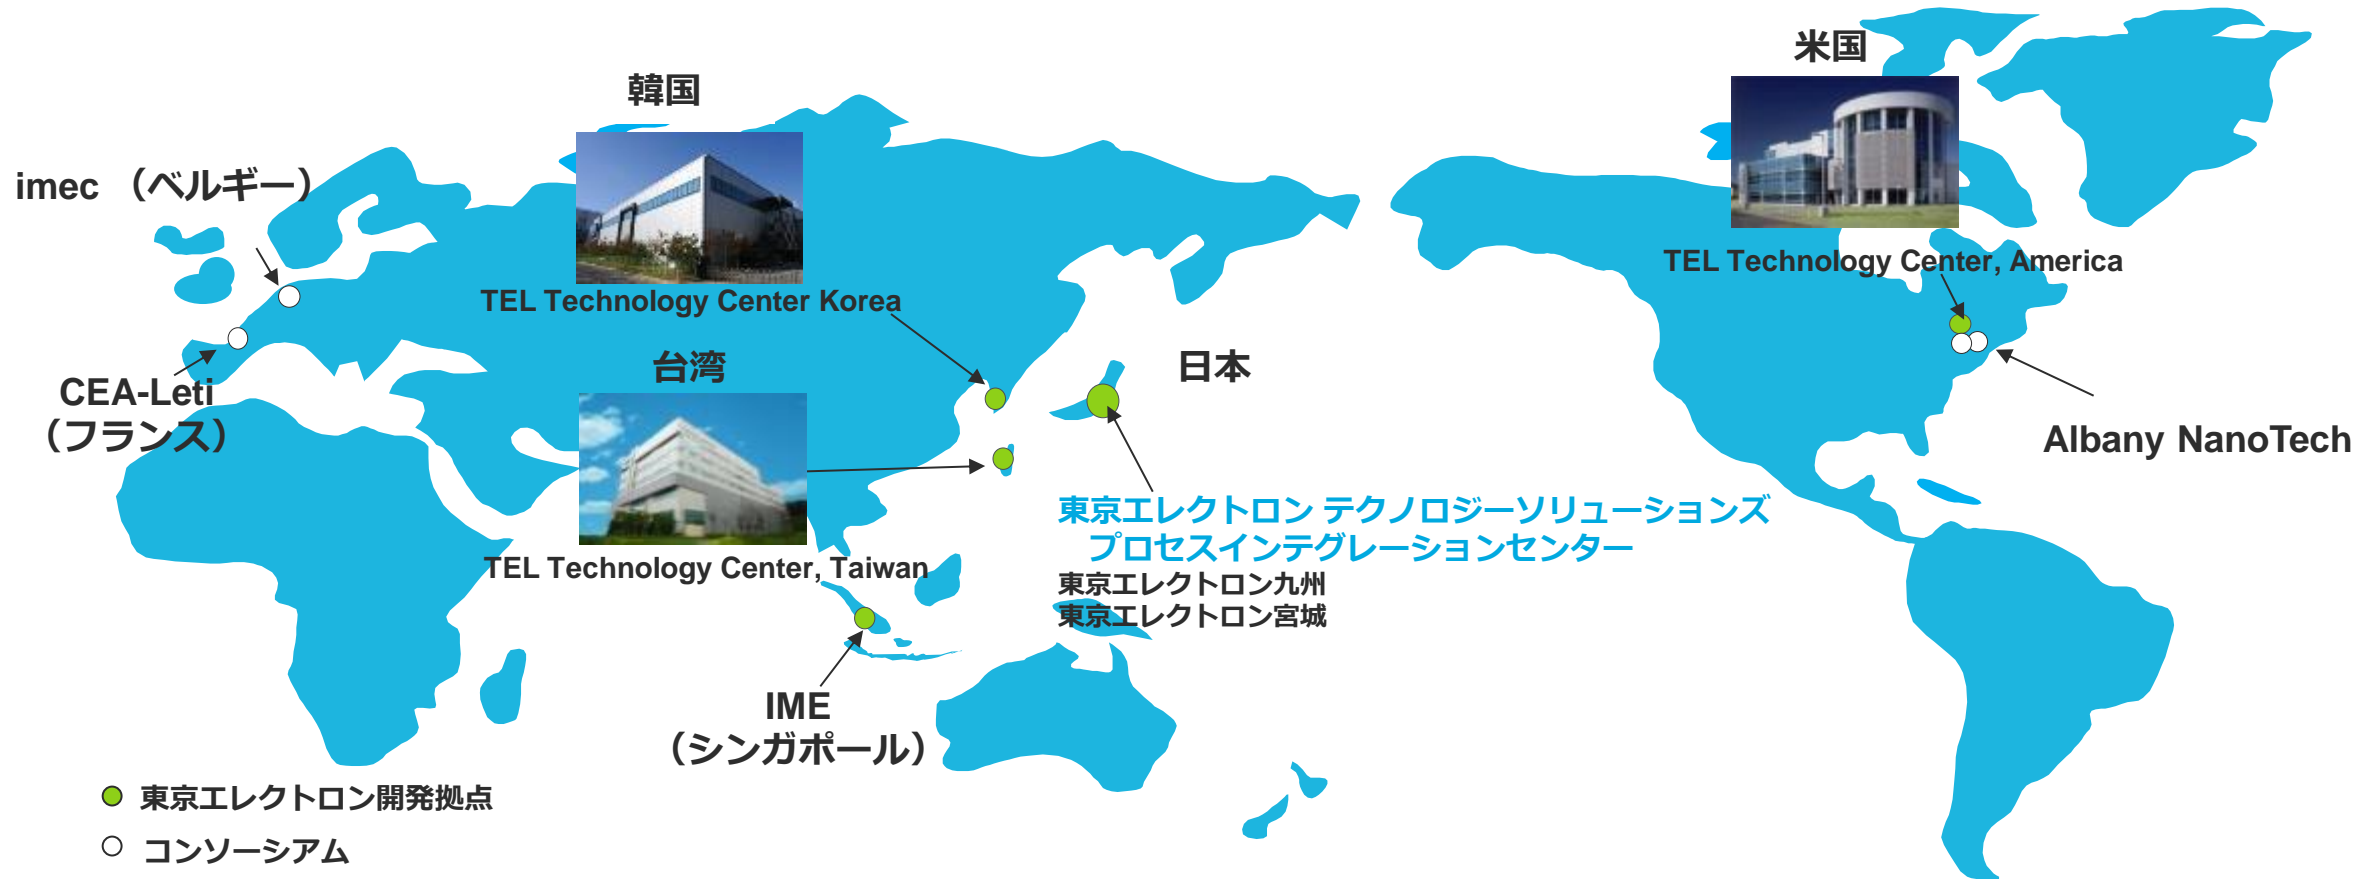 米国
韓国
imec （ベルギー）
TEL Technology Center, America
TEL Technology Center Korea
台湾
日本
CEA-Leti
（フランス）
Albany NanoTech
東京エレクトロン テクノロジーソリューションズ
プロセスインテグレーションセンター
TEL Technology Center, Taiwan
東京エレクトロン九州
東京エレクトロン宮城
IME
（シンガポール）
東京エレクトロン開発拠点
コンソーシアム